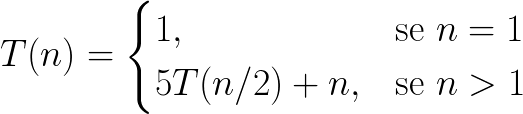 T(n) = { 1, se n = 1
5T(n/2) + n, se n > 1